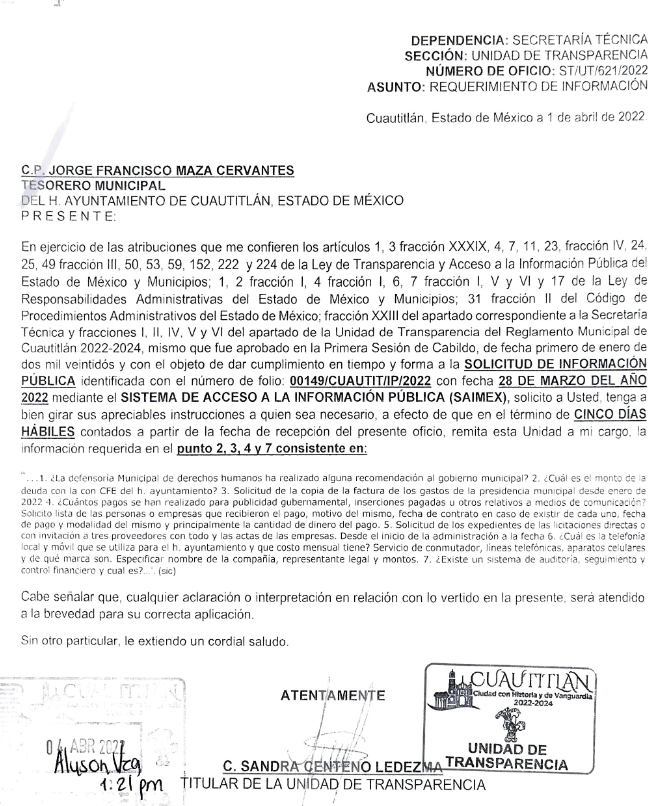 DEPENDENCIA: SECRETARÍA TÉCNICA
SECCIÓN: UNIDAD DE TRANSPARENCIA
NÚMERO DE OFICIO: ST/UT/621/2022
ASUNTO: REQUERIMIENTO DE INFORMACIÓN
Cuautitlán, Estado de México a 1 de abril de 2022.
C.P. JORGE FRANCISCO MAZA CERVANTES
TESORERO MUNICIPAL
DEL H. AYUNTAMIENTO DE CUAUTITLÁN, ESTADO DE MÉXICO
P R E S E N T E:
En ejercicio de las atribuciones que me confieren los artículos 1, 3 fracción XXXIX, 4, 7, 11, 23, fracción IV, 24,
25, 49 fracción III, 50, 53, 59, 152, 222 y 224 de la Ley de Transparencia y Acceso a la Información Pública del
Estado de México y Municipios; 1, 2 fracción I, 4 fracción I, 6, 7 fracción I, V y VI y 17 de la Ley de
Responsabilidades Administrativas del Estado de México y Municipios; 31 fracción II del Código de
Procedimientos Administrativos del Estado de México; fracción XXIII del apartado correspondiente a la Secretaría
Técnica y fracciones I, II, IV, V y VI del apartado de la Unidad de Transparencia del Reglamento Municipal de
Cuautitlán 2022-2024, mismo que fue aprobado en la Primera Sesión de Cabildo, de fecha primero de enero de
dos mil veintidós y con el objeto de dar cumplimiento en tiempo y forma a la SOLICITUD DE INFORMACIÓN
PÚBLICA identificada con el número de folio: 00149/CUAUTIT/IP/2022 con fecha 28 DE MARZO DEL AÑO
2022 mediante el SISTEMA DE ACCESO A LA INFORMACIÓN PÚBLICA (SAIMEX), solicito a Usted, tenga a
bien girar sus apreciables instrucciones a quien sea necesario, a efecto de que en el término de CINCO DÍAS
HÁBILES contados a partir de la fecha de recepción del presente oficio, remita esta Unidad a mi cargo, la
información requerida en el punto 2, 3, 4 y 7 consistente en:
"...1. ¿La defensoría Municipal de derechos humanos ha realizado alguna recomendación al gobierno municipal? 2. ¿Cuál es el monto de la
deuda con la con CFE del h. ayuntamiento? 3. Solicitud de la copia de la factura de los gastos de la presidencia municipal desde enero de
2022 4. ¿Cuántos pagos se han realizado para publicidad gubernamental, inserciones pagadas u otros relativos a medios de comunicación?
Solicito lista de las personas o empresas que recibieron el pago, motivo del mismo, fecha de contrato en caso de existir de cada uno, fecha
de pago y modalidad del mismo y principalmente la cantidad de dinero del pago. 5. Solicitud de los expedientes de las licitaciones directas o
con invitación a tres proveedores con todo y las actas de las empresas. Desde el inicio de la administración a la fecha 6. ¿Cuál es la telefonía
local y móvil que se utiliza para el h. ayuntamiento y que costo mensual tiene? Servicio de conmutador, líneas telefónicas, aparatos celulares
y de qué marca son. Especificar nombre de la compañía, representante legal y montos. 7. ¿Existe un sistema de auditoría, seguimiento y
control financiero y cual es?...". (sic)
Cabe señalar que, cualquier aclaración o interpretación en relación con lo vertido en la presente, será atendido
a la brevedad para su correcta aplicación.
Sin otro particular, le extiendo un cordial saludo.
ATENTAMENTE
CUAUTITLÁN
Ciudad con Historia y de Vanguardia
2022-2024
UNIDAD DE
TRANSPARENCIA
CUAUTITLÁN
04 ABR 2022
Alyson Vega
1:21 pm
C. SANDRA CENTENO LEDEZMA
TITULAR DE LA UNIDAD DE TRANSPARENCIA